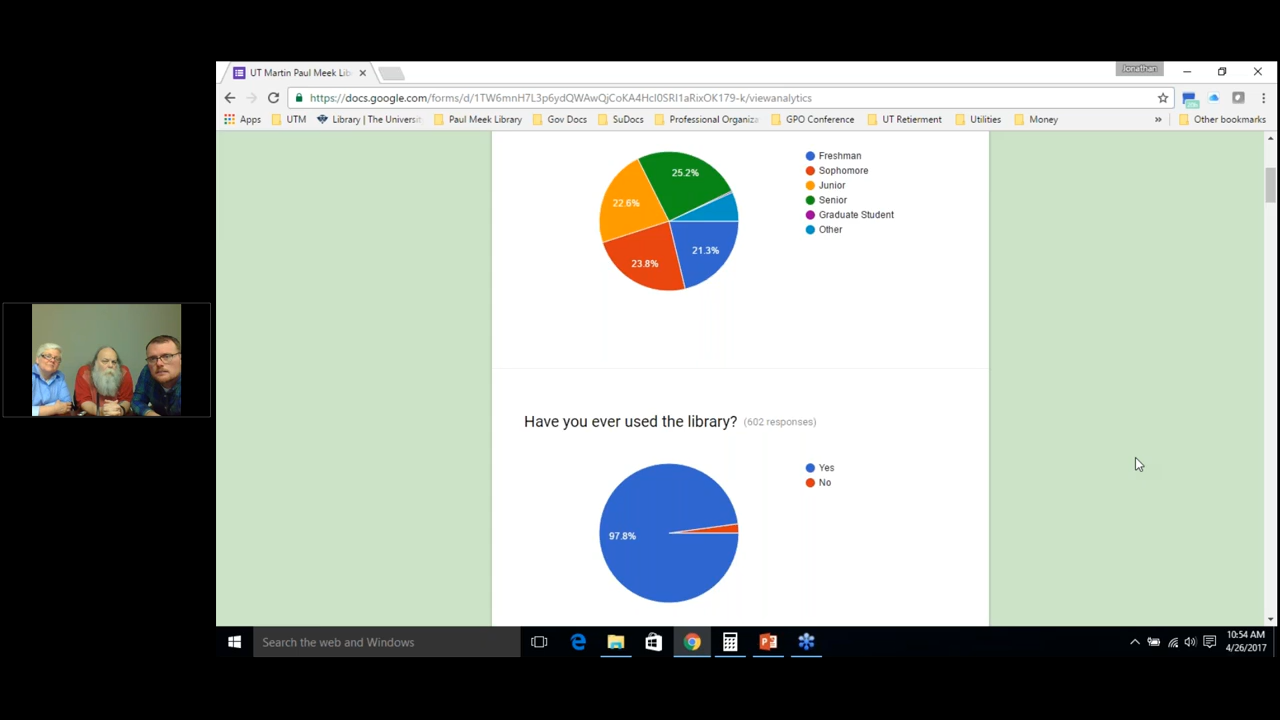 UT Martin Paul Meek Lib
Jonathan
https://docs.google.com/forms/d/1TW6mnH7L3p6ydQWAwQjCoKA4Hcl0SRI1aRixOK179-k/viewanalytics
Apps UTM Library | The Universit Paul Meek Library Gov Docs SuDocs Professional Organiza GPO Conference UT Retierment Utilities Money » Other bookmarks
25.2%
22.6%
21.3%
23.8%
Freshman
Sophomore
Junior
Senior
Graduate Student
Other
Have you ever used the library? (602 responses)
97.8%
Yes
No
Search the web and Windows
10:54 AM
4/26/2017